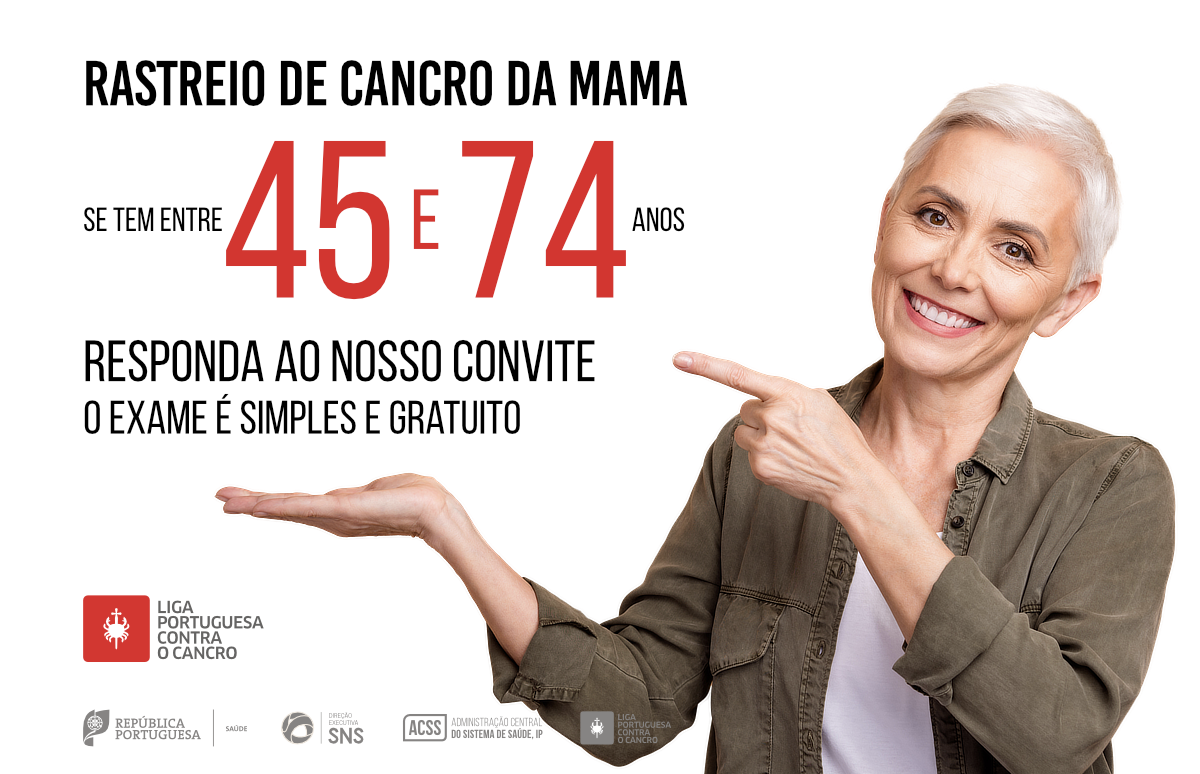 RASTREIO DE CANCRO DA MAMA
SE TEM ENTRE 45 E 74 ANOS
RESPONDA AO NOSSO CONVITE
O EXAME É SIMPLES E GRATUITO
LIGA
PORTUGUESA
CONTRA
O CANCRO
REPÚBLICA
PORTUGUESA
SAÚDE
DIREÇÃO
EXECUTIVA
SNS
ACSS
ADMINISTRAÇÃO CENTRAL
DO SISTEMA DE SAÚDE, IP
LIGA
PORTUGUESA
CONTRA
O CANCRO